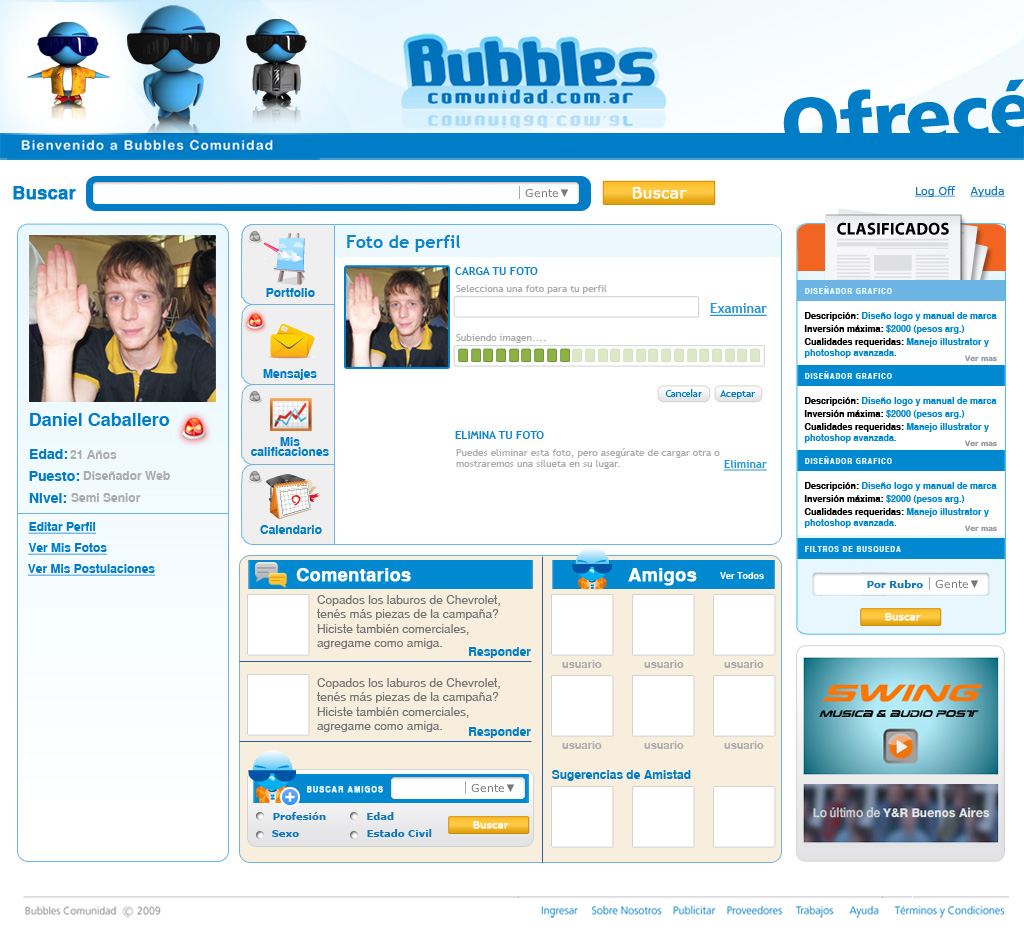 Bubbles
comunidad.com.ar
Ofrecé
Bienvenido a Bubbles Comunidad
Buscar
Gente▼
Buscar
Log Off
Ayuda
Daniel Caballero
Edad: 21 Años
Puesto: Diseñador Web
Nivel: Semi Senior
Editar Perfil
Ver Mis Fotos
Ver Mis Postulaciones
Portfolio
Mensajes
Mis
calificaciones
Calendario
Foto de perfil
CARGA TU FOTO
Selecciona una foto para tu perfil
Examinar
Subiendo imagen....
Cancelar
Aceptar
ELIMINA TU FOTO
Puedes eliminar esta foto, pero asegúrate de cargar otra o
mostraremos una silueta en su lugar.
Eliminar
Comentarios
Copados los laburos de Chevrolet,
tenés más piezas de la campaña?
Hiciste también comerciales,
agregame como amiga.
Responder
Copados los laburos de Chevrolet,
tenés más piezas de la campaña?
Hiciste también comerciales,
agregame como amiga.
Responder
BUSCAR AMIGOS
Gente▼
Profesión
Edad
Sexo
Estado Civil
Buscar
Amigos
Ver Todos
usuario usuario usuario
usuario usuario usuario
Sugerencias de Amistad
CLASIFICADOS
DISEÑADOR GRAFICO
Descripción: Diseño logo y manual de marca
Inversión máxima: $2000 (pesos arg.)
Cualidades requeridas: Manejo illustrator y
photoshop avanzada.
Ver mas
DISEÑADOR GRAFICO
Descripción: Diseño logo y manual de marca
Inversión máxima: $2000 (pesos arg.)
Cualidades requeridas: Manejo illustrator y
photoshop avanzada.
Ver mas
DISEÑADOR GRAFICO
Descripción: Diseño logo y manual de marca
Inversión máxima: $2000 (pesos arg.)
Cualidades requeridas: Manejo illustrator y
photoshop avanzada.
Ver mas
FILTROS DE BUSQUEDA
Por Rubro
Gente▼
Buscar
SWING
MUSICA & AUDIO POST
Lo último de Y&R Buenos Aires
Bubbles Comunidad © 2009
Ingresar Sobre Nosotros Publicitar Proveedores Trabajos Ayuda Términos y Condiciones